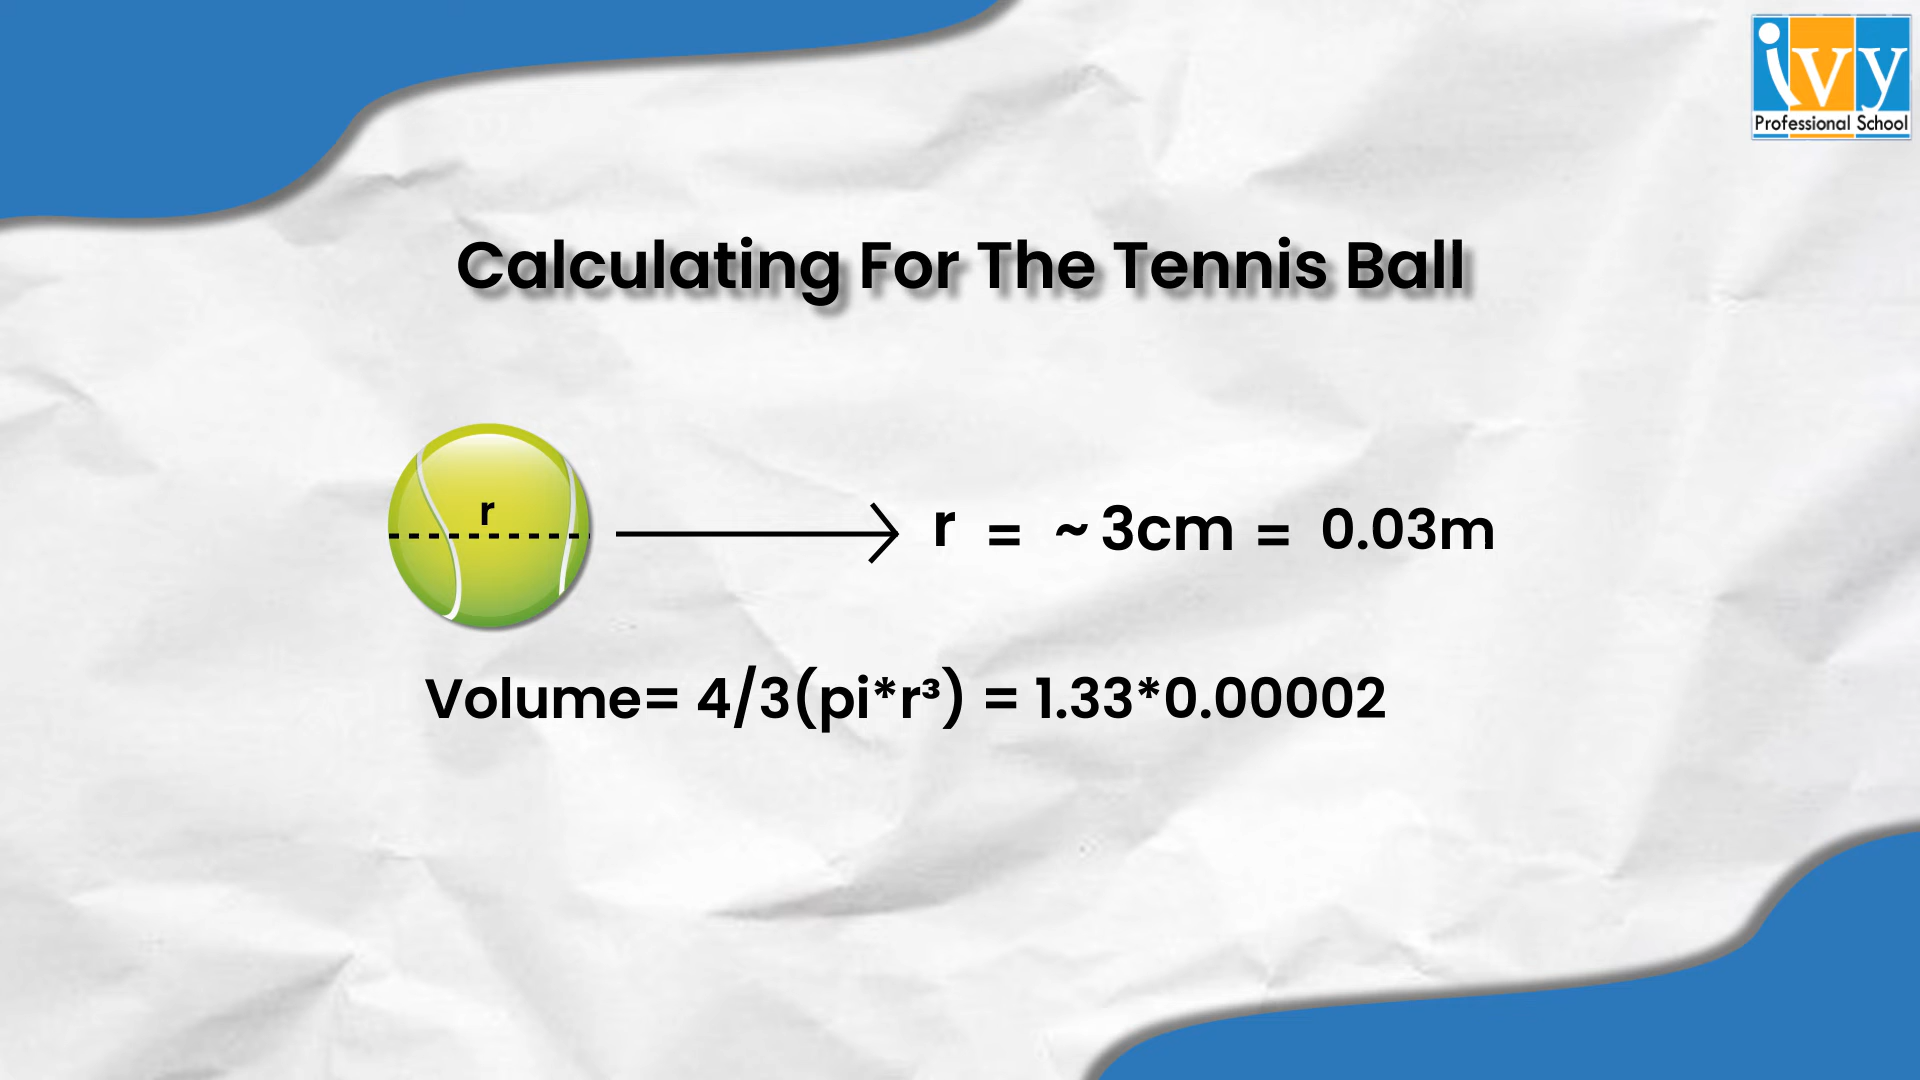 ivy
Professional School
Calculating For The Tennis Ball
r
r = ~3cm = 0.03m
Volume= 4/3(pi*r³) = 1.33*0.00002